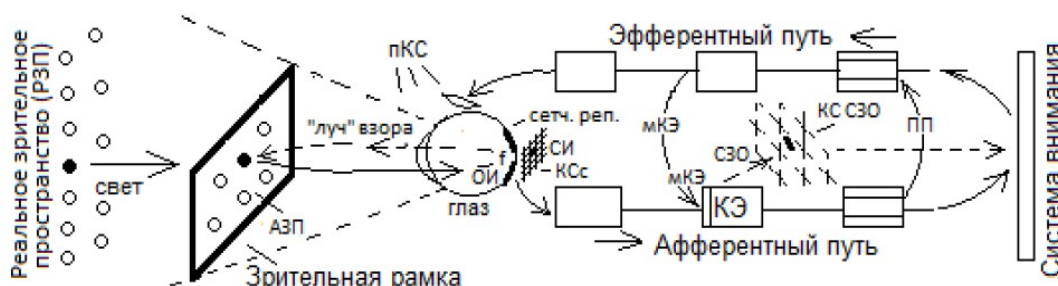 Реальное зрительное
пространство (РЗП)
свет
"луч" взора
АЗП
Зрительная рамка
пКС
f
ОИ
глаз
сетч. реп.
СИ
КСс
Эфферентный путь
мКЭ
мКЭ
СЗО
КС СЗО
ПП
КЭ
Афферентный путь
Система внимания